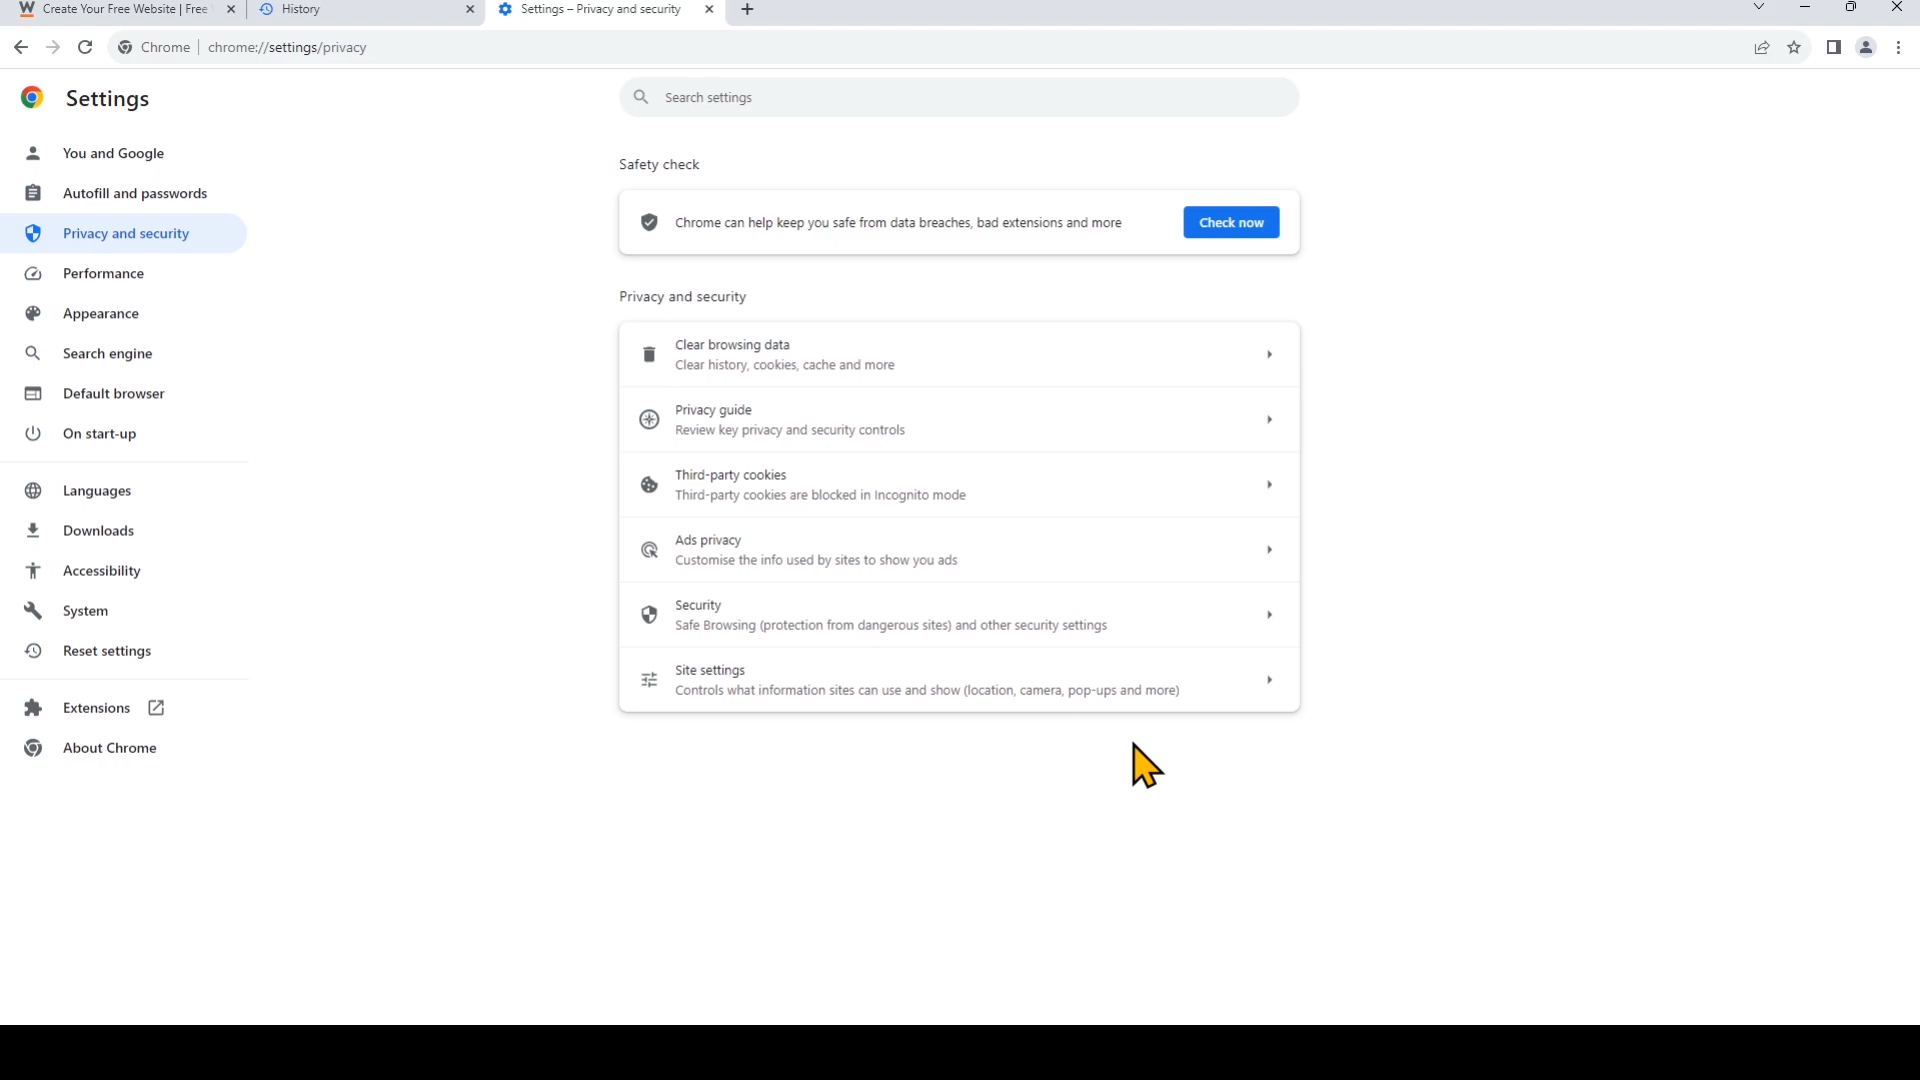 Create Your Free Website | Free
History
Settings – Privacy and security
Chrome
chrome://settings/privacy
Settings
Search settings
You and Google
Autofill and passwords
Privacy and security
Performance
Appearance
Search engine
Default browser
On start-up
Languages
Downloads
Accessibility
System
Reset settings
Extensions
About Chrome
Safety check
Chrome can help keep you safe from data breaches, bad extensions and more
Check now
Privacy and security
Clear browsing data
Clear history, cookies, cache and more
Privacy guide
Review key privacy and security controls
Third-party cookies
Third-party cookies are blocked in Incognito mode
Ads privacy
Customise the info used by sites to show you ads
Security
Safe Browsing (protection from dangerous sites) and other security settings
Site settings
Controls what information sites can use and show (location, camera, pop-ups and more)